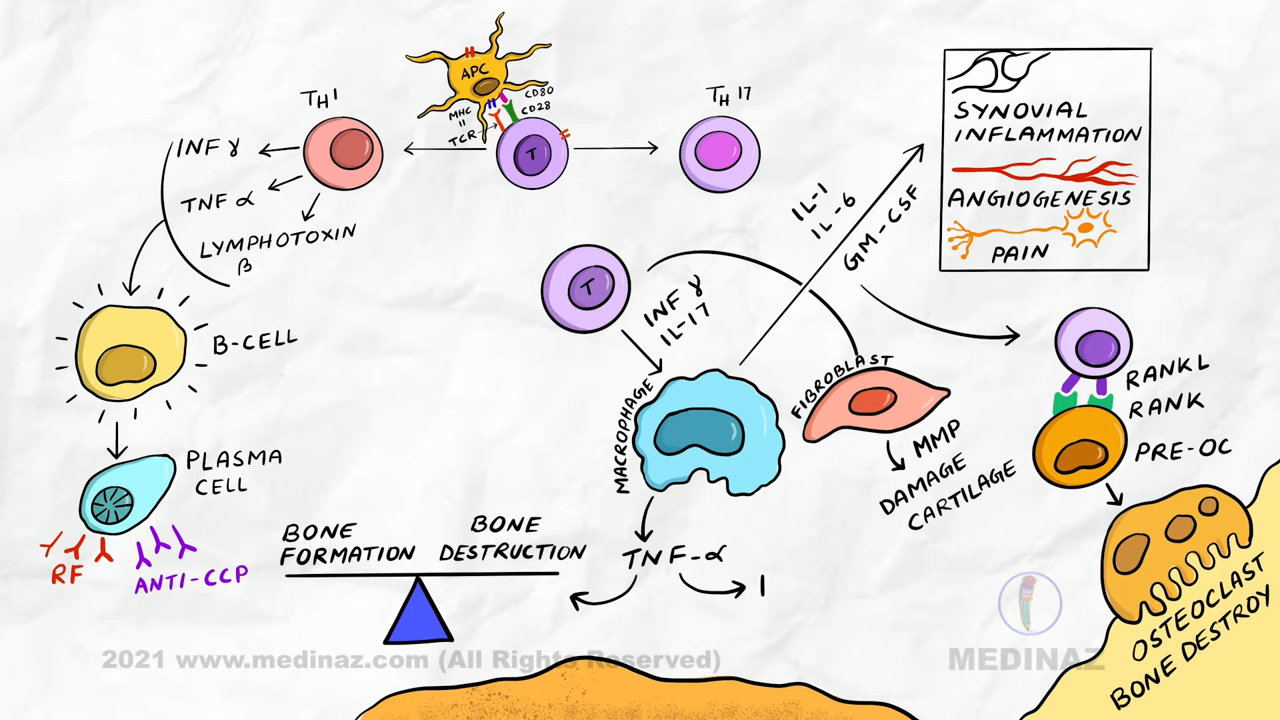 APC
CD80
CD28
MHC
II
TCR
T
TH1
TH17
INF γ
TNF α
LYMPHOTOXIN
β
B-CELL
PLASMA
CELL
RF
ANTI-CCP
BONE
FORMATION
BONE
DESTRUCTION
T
INF γ
IL-17
MACROPHAGE
TNF-α
I
IL-1
IL-6
GM-CSF
FIBROBLAST
MMP
DAMAGE
CARTILAGE
SYNOVIAL
INFLAMMATION
ANGIOGENESIS
PAIN
RANKL
RANK
PRE-OC
OSTEOCLAST
BONE DESTROY
2021 www.medinaz.com (All Rights Reserved)
MEDINAZ